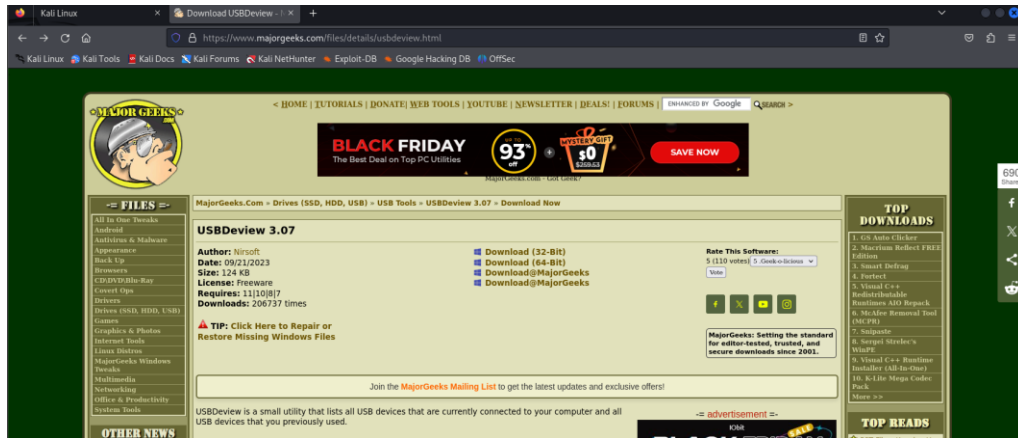 Kali Linux
Download USBDeview - M
https://www.majorgeeks.com/files/details/usbdeview.html
Kali Linux Kali Tools Kali Docs Kali Forums Kali NetHunter Exploit-DB Google Hacking DB OffSec
MAJOR GEEKS
< HOME | TUTORIALS | DONATE| WEB TOOLS | YOUTUBE | NEWSLETTER | DEALS! | FORUMS | ENHANCED BY Google SEARCH >
BLACK FRIDAY
The Best Deal on Top PC Utilities
UP TO
93%
off
+
MYSTERY GIFT
$0
$259.53
SAVE NOW
MajorGeeks.com - Got Geek?
690
Share
-= FILES =-
All In One Tweaks
Android
Antivirus & Malware
Appearance
Back Up
Browsers
CD\DVD\Blu-Ray
Covert Ops
Drivers
Drives (SSD, HDD, USB)
Games
Graphics & Photos
Internet Tools
Linux Distros
MajorGeeks Windows
Tweaks
Multimedia
Networking
Office & Productivity
System Tools
OTHER NEWS
MajorGeeks.Com » Drives (SSD, HDD, USB) » USB Tools » USBDeview 3.07 » Download Now
USBDeview 3.07
Author: Nirsoft
Date: 09/21/2023
Size: 124 KB
License: Freeware
Requires: 11|10|8|7
Downloads: 206737 times
TIP: Click Here to Repair or
Restore Missing Windows Files
Download (32-Bit)
Download (64-Bit)
Download@MajorGeeks
Download@MajorGeeks
Rate This Software:
5 (110 votes) 5 .Geek-o-licious
Vote
MajorGeeks: Setting the standard
for editor-tested, trusted, and
secure downloads since 2001.
Join the MajorGeeks Mailing List to get the latest updates and exclusive offers!
USBDeview is a small utility that lists all USB devices that are currently connected to your computer and all
USB devices that you previously used.
-= advertisement =-
IObit
BLACK FRIDAY
SALE
TOP
DOWNLOADS
1. GS Auto Clicker
2. Macrium Reflect FREE
Edition
3. Smart Defrag
4. Fortect
5. Visual C++
Redistributable
Runtimes AIO Repack
6. McAfee Removal Tool
(MCPR)
7. Snipaste
8. Sergei Strelec's
WinPE
9. Visual C++ Runtime
Installer (All-In-One)
10. K-Lite Mega Codec
Pack
More >>
TOP READS